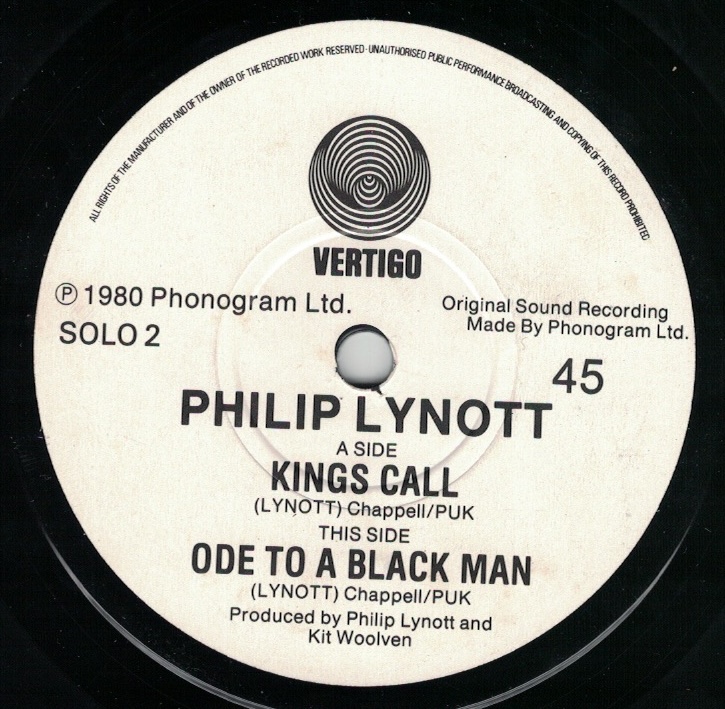 ALL RIGHTS OF THE MANUFACTURER AND OF THE OWNER OF THE RECORDED WORK RESERVED·UNAUTHORISED PUBLIC PERFORMANCE BROADCASTING AND COPYING OF THIS RECORD PROHIBITED
VERTIGO
℗ 1980 Phonogram Ltd.
SOLO 2
Original Sound Recording
Made By Phonogram Ltd.
45
PHILIP LYNOTT
A SIDE
KINGS CALL
(LYNOTT) Chappell/PUK
THIS SIDE
ODE TO A BLACK MAN
(LYNOTT) Chappell/PUK
Produced by Philip Lynott and
Kit Woolven